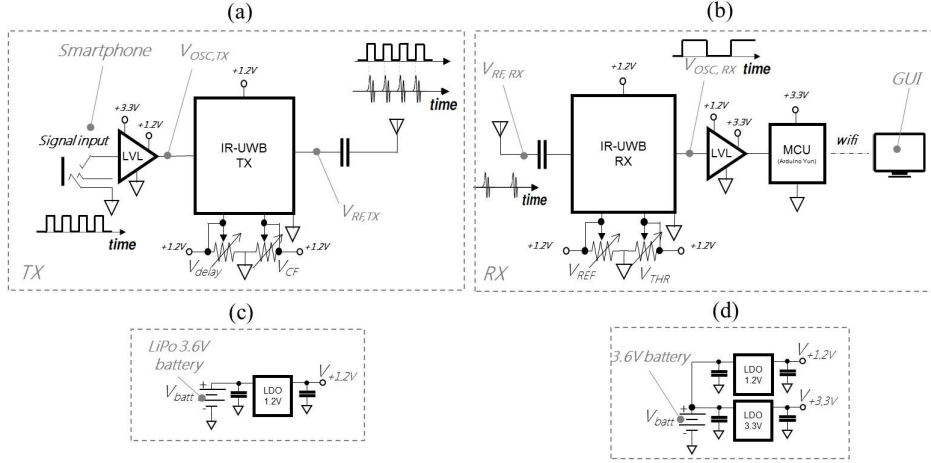 (a)
Smartphone
V_OSC,TX
+1.2V
time
+3.3V
+1.2V
Signal input
LVL
IR-UWB
TX
time
V_RF,TX
time
+1.2V
V_delay
V_CF
+1.2V
TX
(b)
V_RF, RX
+1.2V
time
V_OSC, RX
GUI
+1.2V
+3.3V
+3.3V
IR-UWB
RX
LVL
MCU
(Arduino Yun)
wifi
time
+1.2V
V_REF
V_THR
+1.2V
RX
(c)
LiPo 3.6V
battery
V_batt
+
-
LDO
1.2V
V_+1,2V
(d)
3.6V battery
V_batt
+
-
LDO
1.2V
V_+1,2V
LDO
3.3V
V_+3,3V